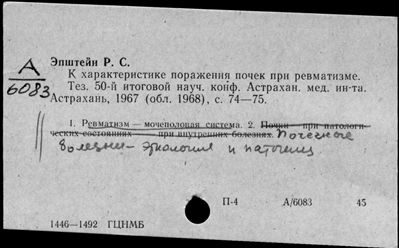 Эпштейн Р. С.
А
6083
К характеристике поражения почек при ревматизме.
Тез. 50-й итоговой науч. конф. Астрахан. мед. ин-та.
Астрахань, 1967 (обл. 1968), с. 74—75.
1. Ревматизм — мочеполовая система. 2. Почки — при патологи-
ческих состояниях — при внутренних болезнях. Почечные
болезни – этиология и патогенез
П-4 А/6083 45
1446—1492 ГЦНМБ